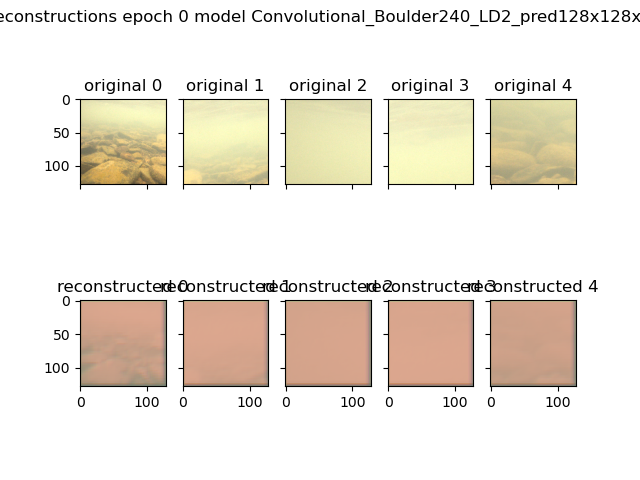 econstructions epoch 0 model Convolutional_Boulder240_LD2_pred128x128x
original 0 original 1 original 2 original 3 original 4
0
50
100
reconstructed 0 reconstructed 1 reconstructed 2 reconstructed 3 reconstructed 4
0
50
100
0 100 0 100 0 100 0 100 0 100